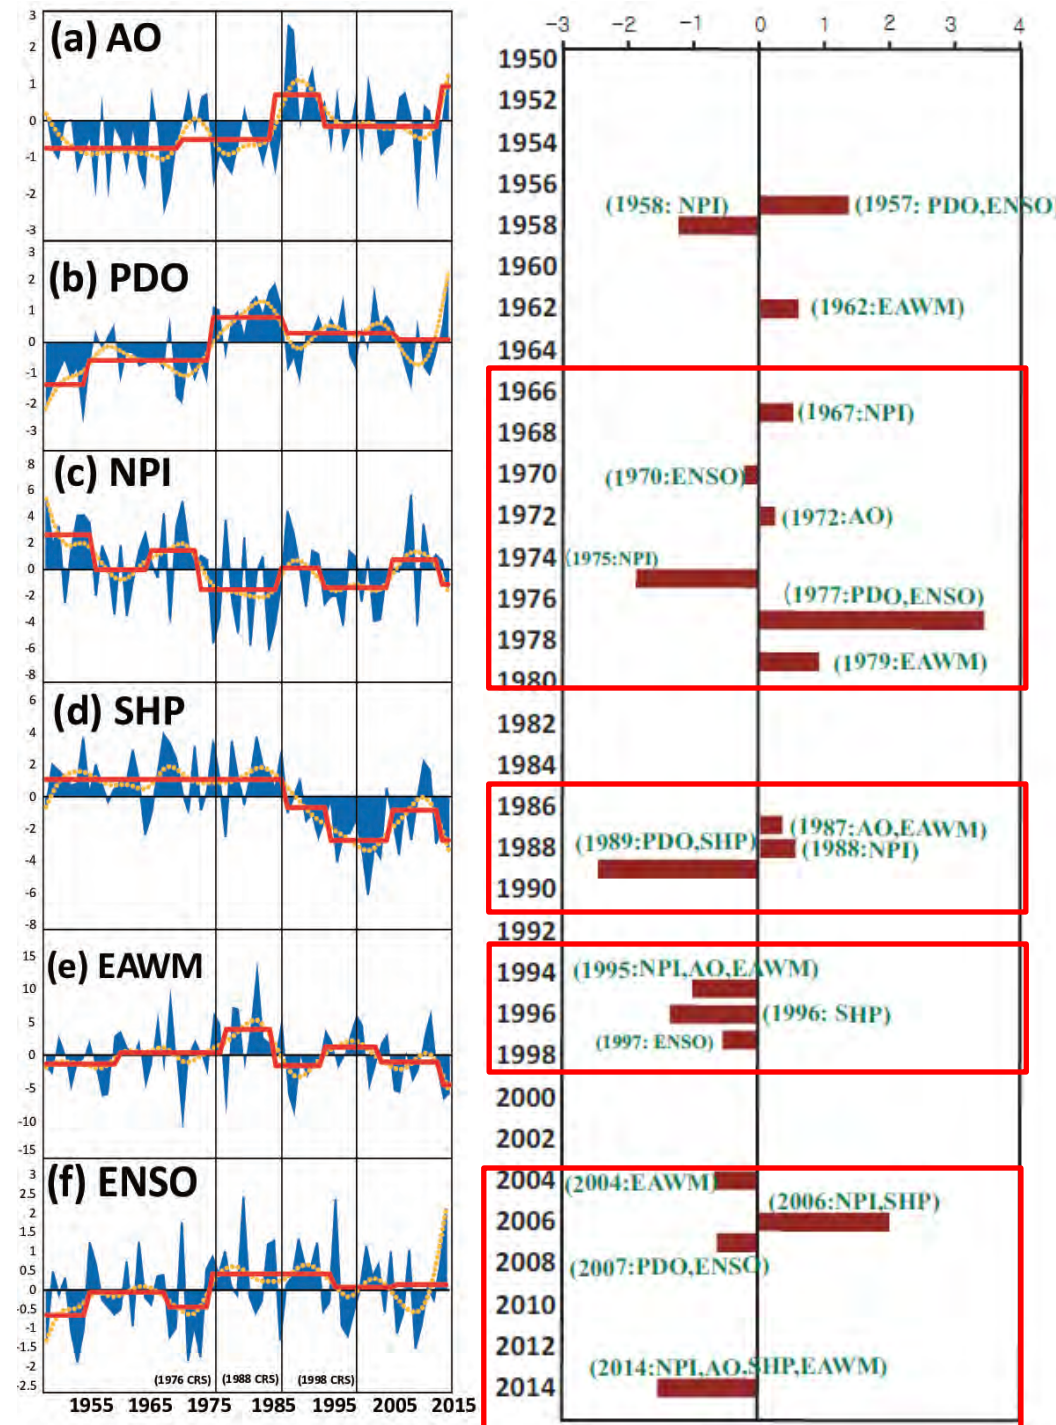 (a) AO
3
2
1
0
-1
-2
-3
(b) PDO
3
2
1
0
-1
-2
-3
(c) NPI
8
6
4
2
0
-2
-4
-6
-8
(d) SHP
6
4
2
0
-2
-4
-6
-8
(e) EAWM
15
10
5
0
-5
-10
-15
(f) ENSO
3
2.5
2
1.5
1
0.5
0
-0.5
-1
-1.5
-2
-2.5
(1976 CRS) (1988 CRS) (1998 CRS)
1955 1965 1975 1985 1995 2005 2015
-3 -2 -1 0 1 2 3 4
1950
1952
1954
1956
(1958: NPI) (1957: PDO,ENSO)
1958
1960
1962 (1962:EAWM)
1964
1966
(1967:NPI)
1968
1970 (1970:ENSO)
1972 (1972:AO)
1974 (1975:NPI)
1976 (1977:PDO,ENSO)
1978
(1979:EAWM)
1980
1982
1984
1986
(1987:AO,EAWM)
1988 (1989:PDO,SHP) (1988:NPI)
1990
1992
1994 (1995:NPI,AO,EAWM)
1996 (1996: SHP)
(1997: ENSO)
1998
2000
2002
2004 (2004:EAWM)
(2006:NPI,SHP)
2006
2008 (2007:PDO,ENSO)
2010
2012
(2014:NPI,AO,SHP,EAWM)
2014